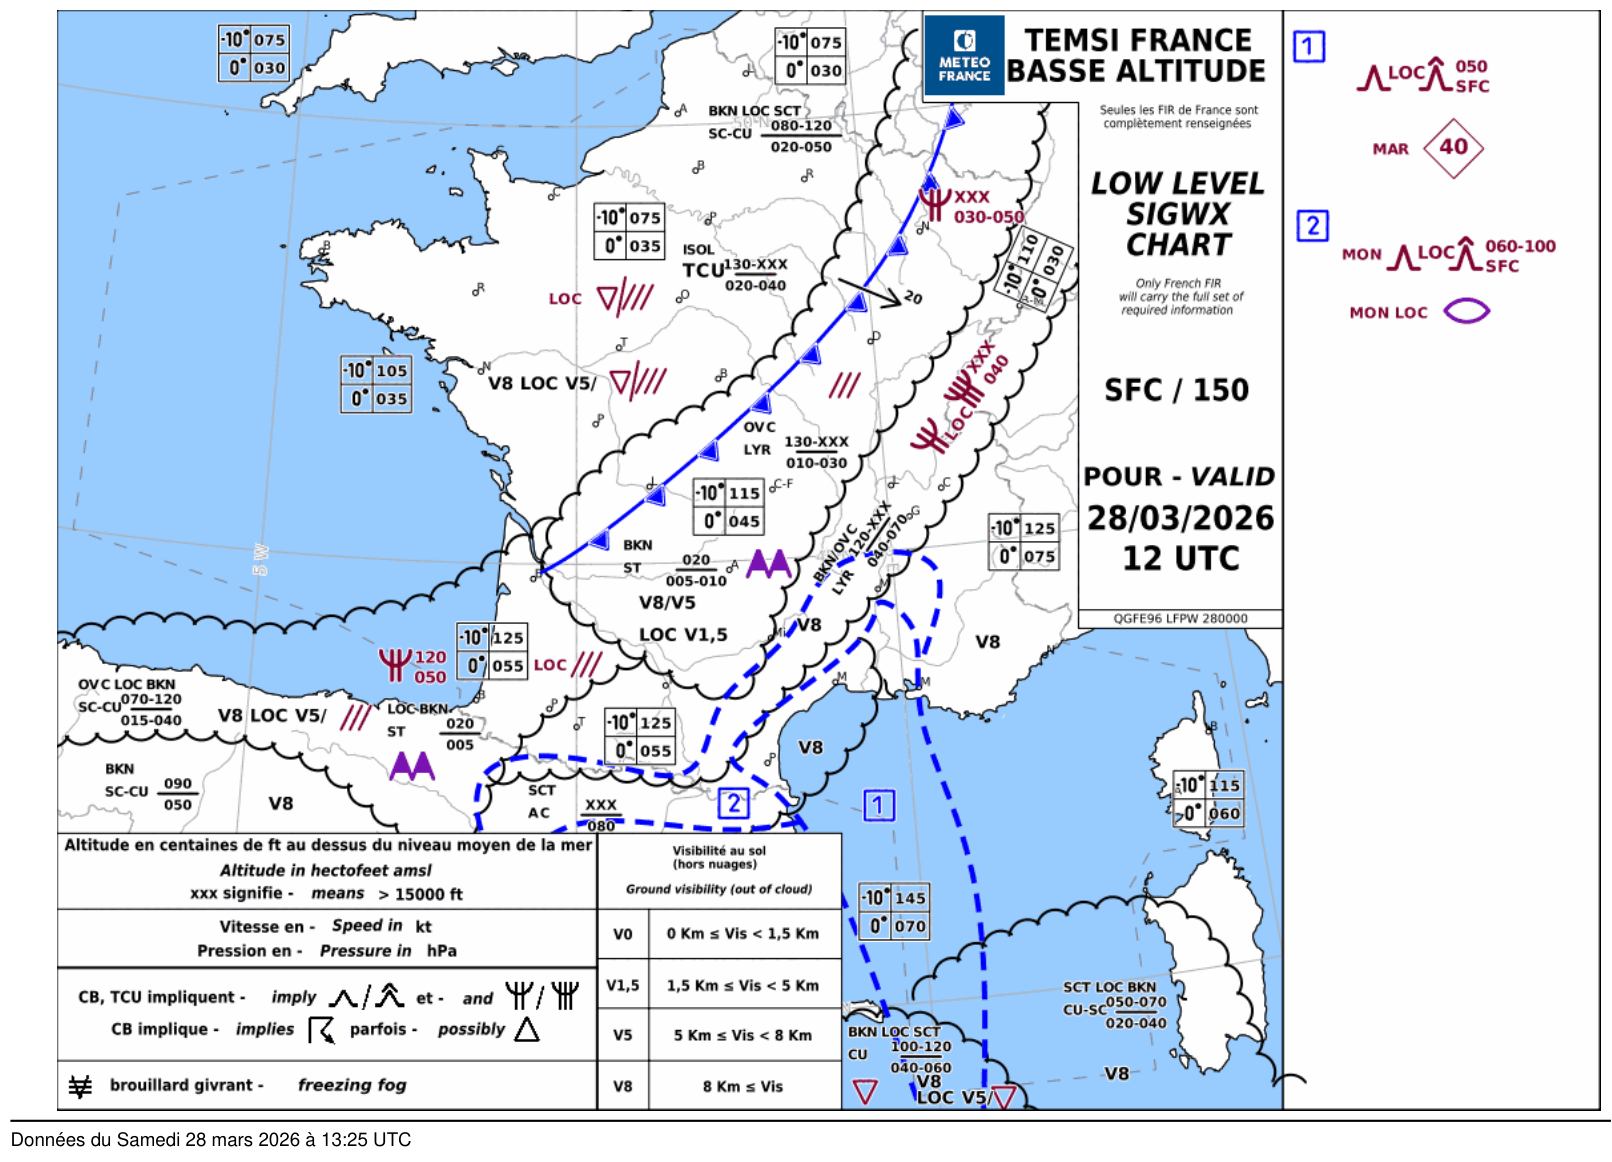 METEO
FRANCE
TEMSI FRANCE
BASSE ALTITUDE
Seules les FIR de France sont
complètement renseignées
LOW LEVEL
SIGWX
CHART
Only French FIR
will carry the full set of
required information
SFC / 150
POUR - VALID
28/03/2026
12 UTC
QGFE96 LFPW 280000
1
LOC
050
SFC
MAR
40
2
MON
LOC
060-100
SFC
MON LOC
-10° 075
0° 030
-10° 075
0° 030
BKN LOC SCT
SC-CU
080-120
020-050
XXX
030-050
-10° 075
0° 035
ISOL
TCU
130-XXX
020-040
LOC
-10° 110
0° 030
20
-10° 105
0° 035
V8 LOC V5/
XXX
040
LOC
OVC
LYR
130-XXX
010-030
-10° 115
0° 045
-10° 125
0° 075
BKN/OVC
LYR
120-XXX
040-070
BKN
ST
020
005-010
V8/V5
LOC V1,5
V8
V8
5 W
-10° 125
0° 055
120
050
LOC
OVC LOC BKN
SC-CU
070-120
015-040
V8 LOC V5/
LOC BKN
ST
020
005
-10° 125
0° 055
V8
BKN
SC-CU
090
050
V8
SCT
AC
XXX
080
2
1
-10° 115
0° 060
-10° 145
0° 070
SCT LOC BKN
CU-SC
050-070
020-040
V8
BKN LOC SCT
CU
100-120
040-060
V8
LOC V5/
Altitude en centaines de ft au dessus du niveau moyen de la mer
Altitude in hectofeet amsl
xxx signifie - means > 15000 ft
Vitesse en - Speed in kt
Pression en - Pressure in hPa
CB, TCU impliquent - imply / et - and /
CB implique - implies parfois - possibly
brouillard givrant - freezing fog
Visibilité au sol
(hors nuages)
Ground visibility (out of cloud)
V0 0 Km ≤ Vis < 1,5 Km
V1,5 1,5 Km ≤ Vis < 5 Km
V5 5 Km ≤ Vis < 8 Km
V8 8 Km ≤ Vis
Données du Samedi 28 mars 2026 à 13:25 UTC